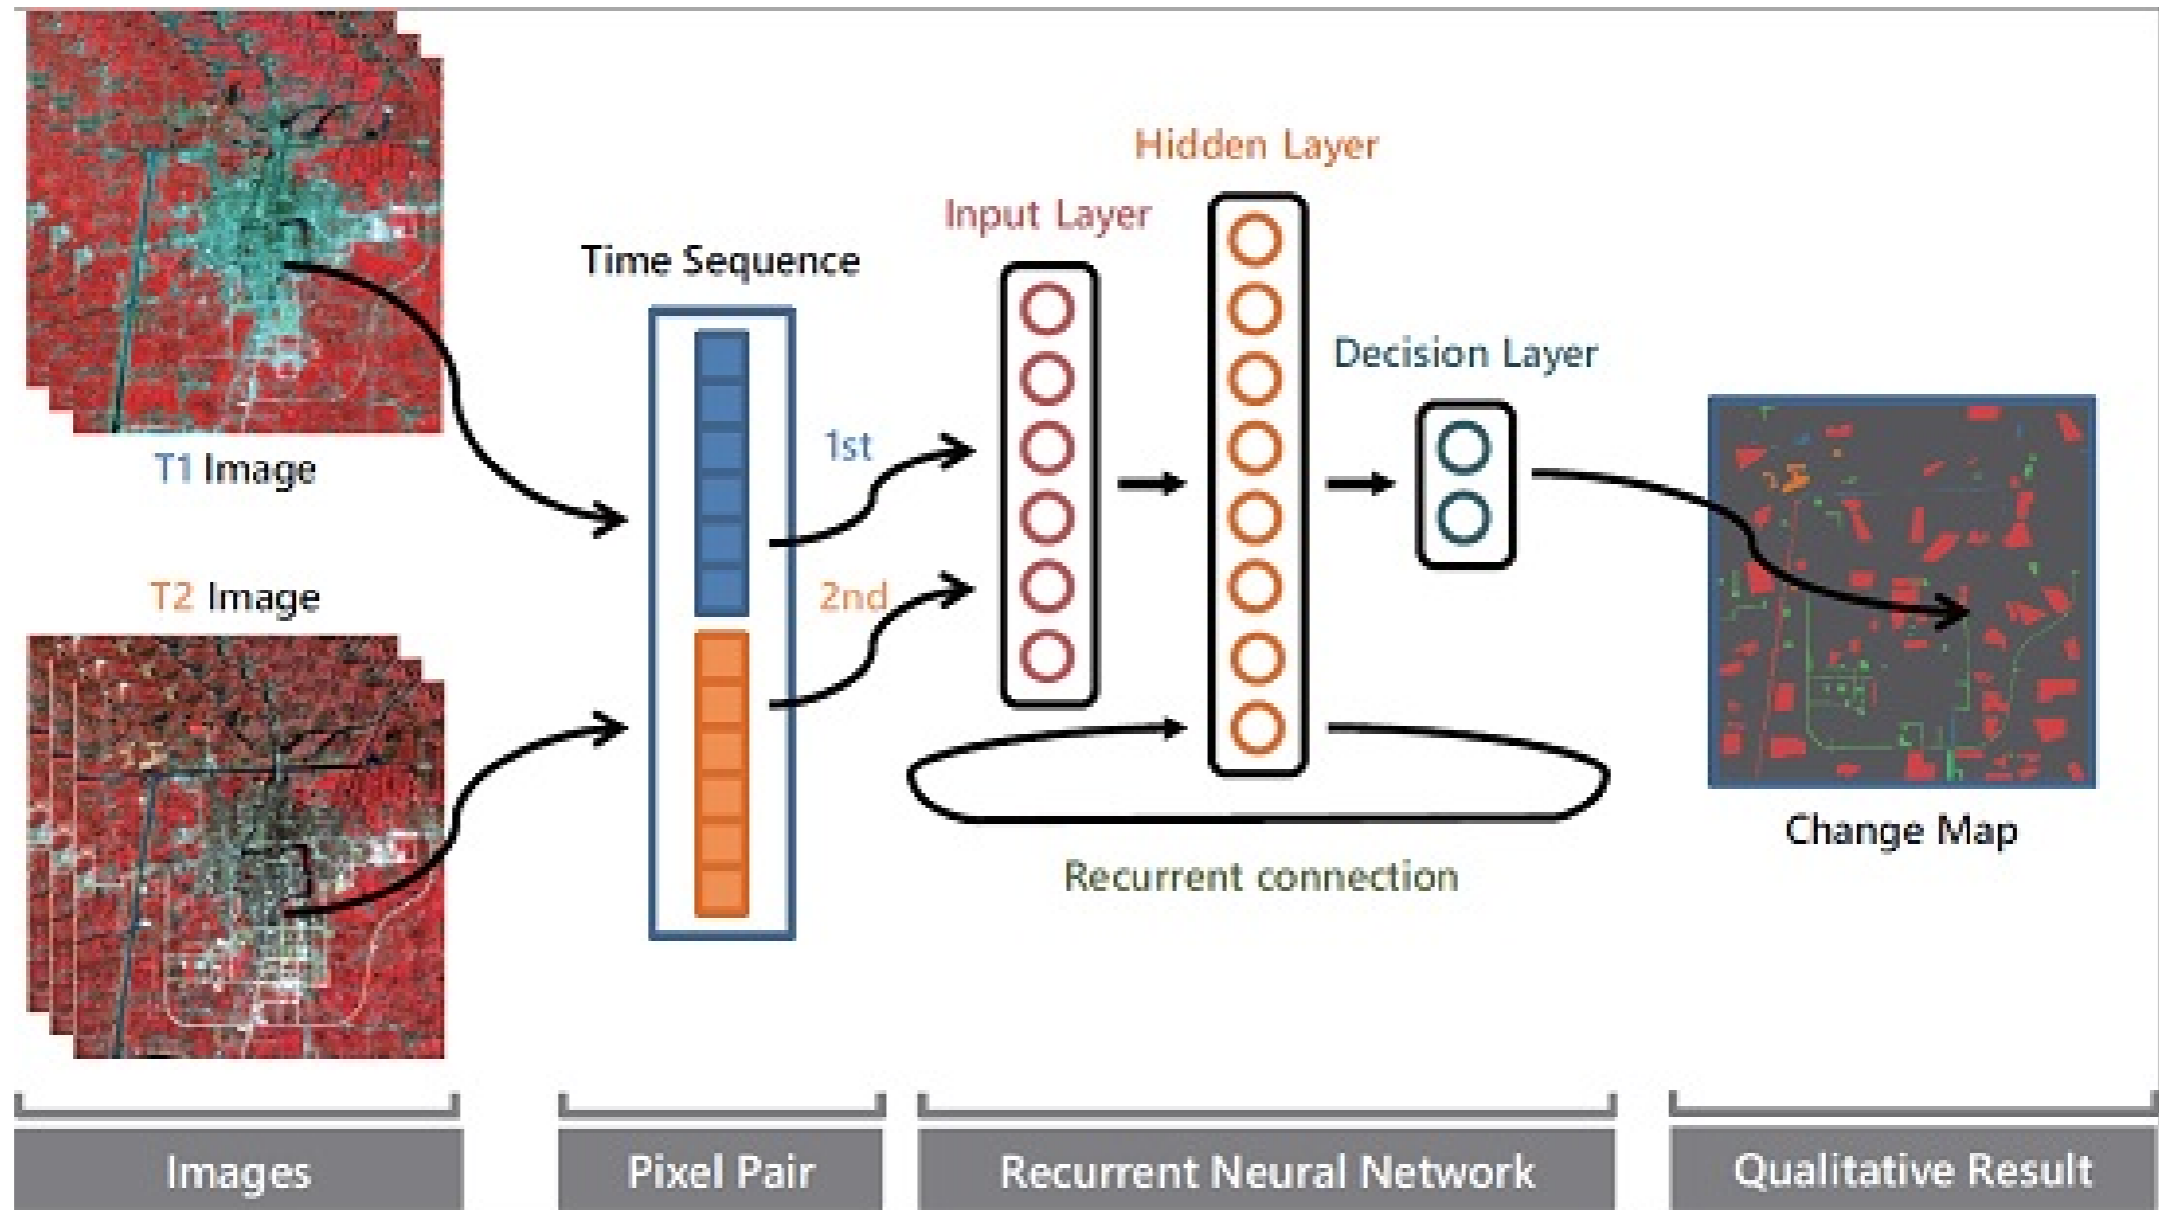 Hidden Layer
Input Layer
Time Sequence
Decision Layer
1st
T1 Image
T2 Image
2nd
Change Map
Recurrent connection
Images
Pixel Pair
Recurrent Neural Network
Qualitative Result